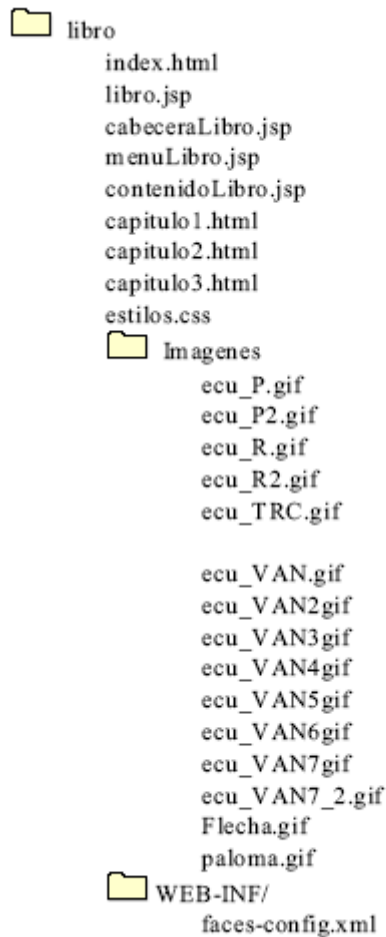 libro
index.html
libro.jsp
cabeceraLibro.jsp
menuLibro.jsp
contenidoLibro.jsp
capitulo1.html
capitulo2.html
capitulo3.html
estilos.css
Imagenes
ecu_P.gif
ecu_P2.gif
ecu_R.gif
ecu_R2.gif
ecu_TRC.gif
ecu_VAN.gif
ecu_VAN2gif
ecu_VAN3gif
ecu_VAN4gif
ecu_VAN5gif
ecu_VAN6gif
ecu_VAN7gif
ecu_VAN7_2.gif
Flecha.gif
paloma.gif
WEB-INF/
faces-config.xml